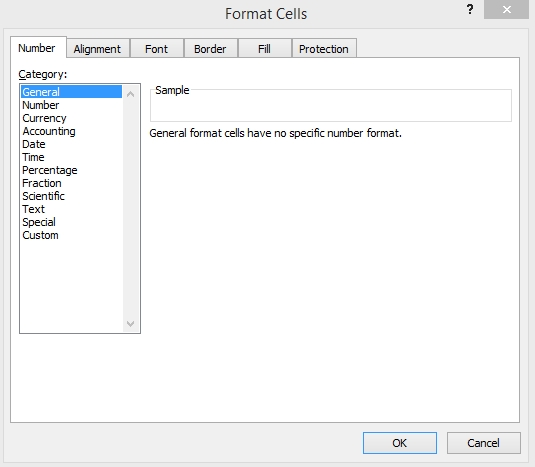 Format Cells
? ×
Number Alignment Font Border Fill Protection
Category:
General
Number
Currency
Accounting
Date
Time
Percentage
Fraction
Scientific
Text
Special
Custom
Sample
General format cells have no specific number format.
OK Cancel